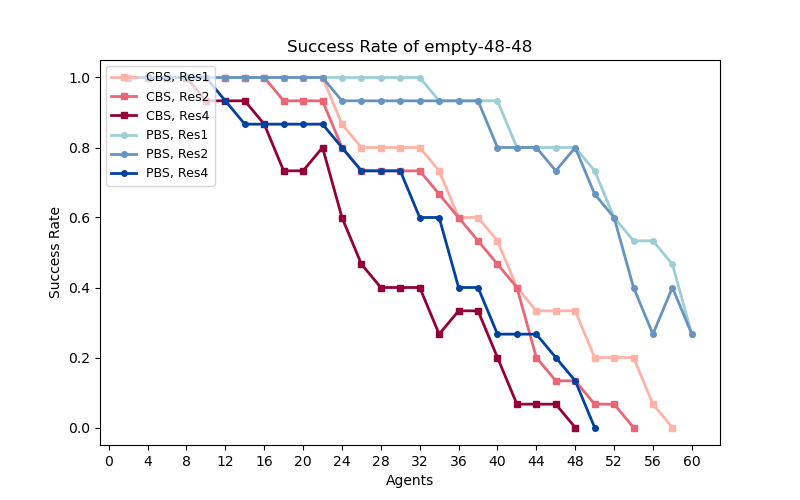 Success Rate of empty-48-48
CBS, Res1
CBS, Res2
CBS, Res4
PBS, Res1
PBS, Res2
PBS, Res4
1.0
0.8
0.6
0.4
0.2
0.0
Success Rate
0 4 8 12 16 20 24 28 32 36 40 44 48 52 56 60
Agents